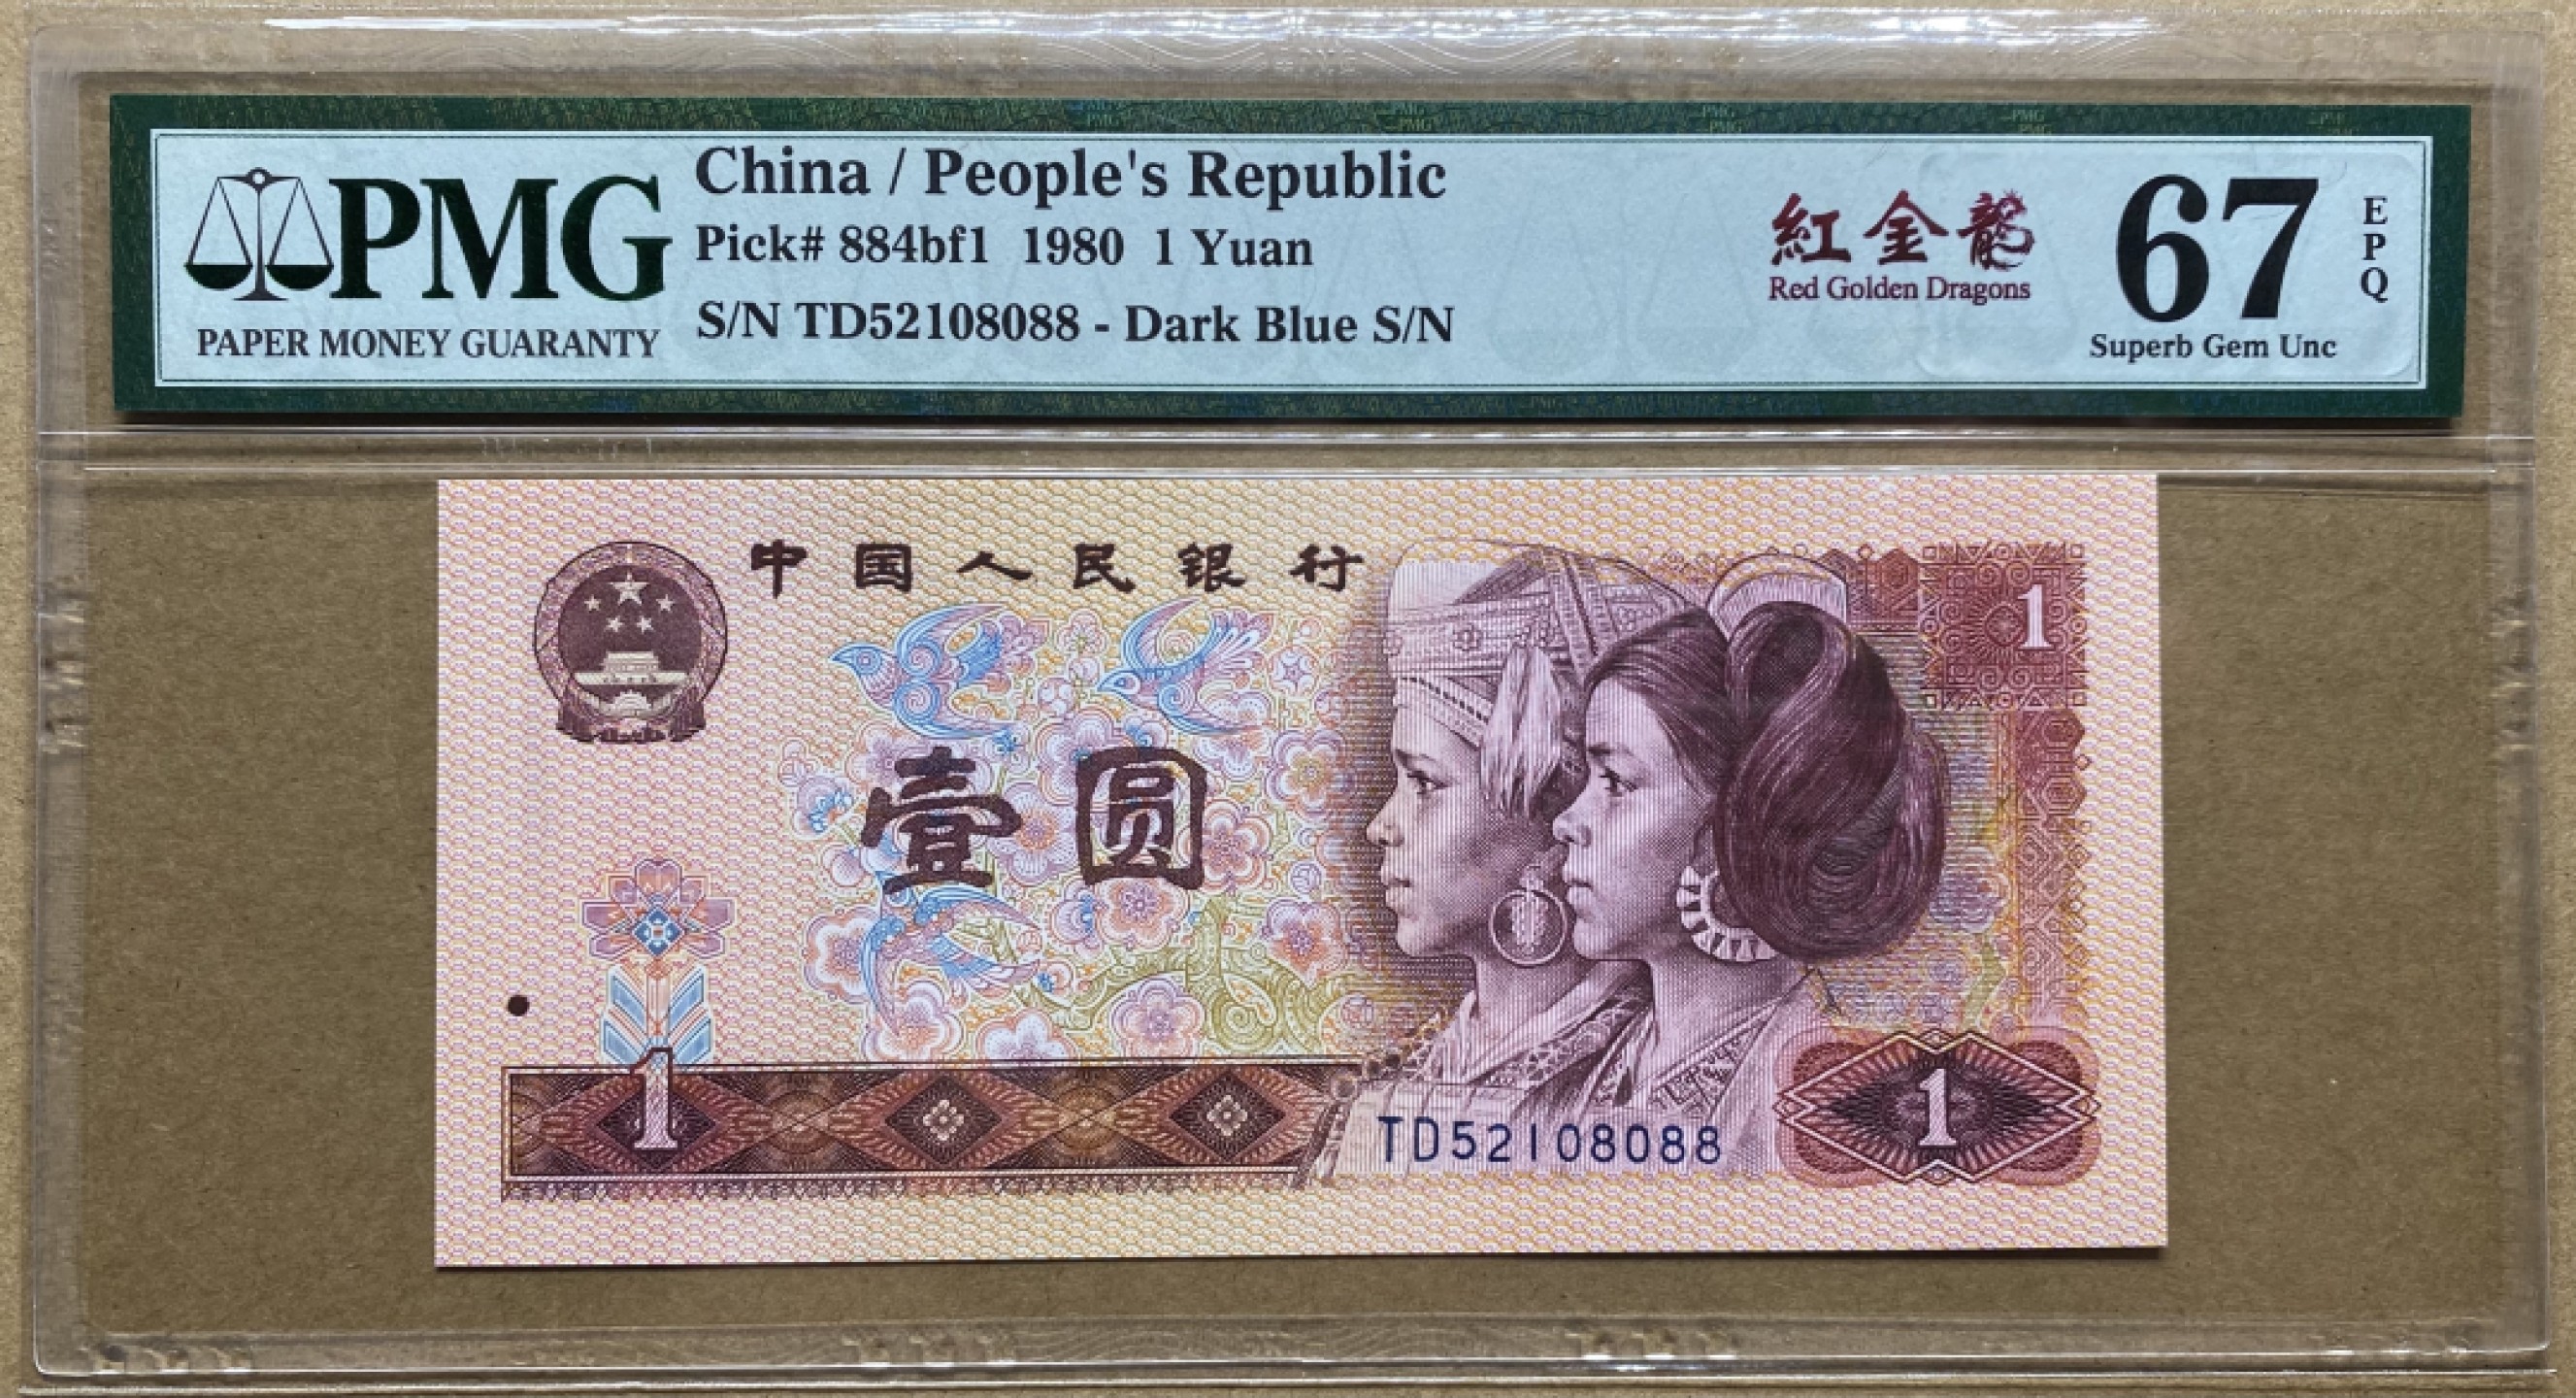 PMG
PAPER MONEY GUARANTY
China / People's Republic
Pick# 884bf1 1980 1 Yuan
S/N TD52108088 - Dark Blue S/N
紅金龍
Red Golden Dragons
67
EPQ
Superb Gem Unc
中国人民银行
1
壹圆
1
TD52108088
1